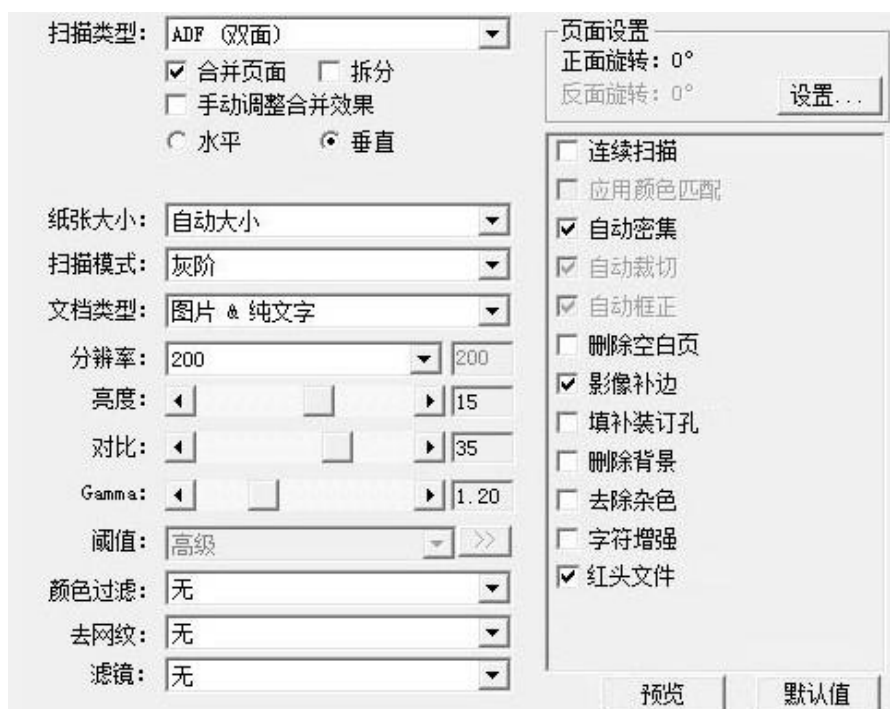 扫描类型: ADF (双面)
合并页面 拆分
手动调整合并效果
水平 垂直
纸张大小: 自动大小
扫描模式: 灰阶
文档类型: 图片 & 纯文字
分辨率: 200 200
亮度: 15
对比: 35
Gamma: 1.20
阈值: 高级 >>
颜色过滤: 无
去网纹: 无
滤镜: 无
页面设置
正面旋转: 0°
反面旋转: 0° 设置...
连续扫描
应用颜色匹配
自动密集
自动裁切
自动框正
删除空白页
影像补边
填补装订孔
删除背景
去除杂色
字符增强
红头文件
预览 默认值